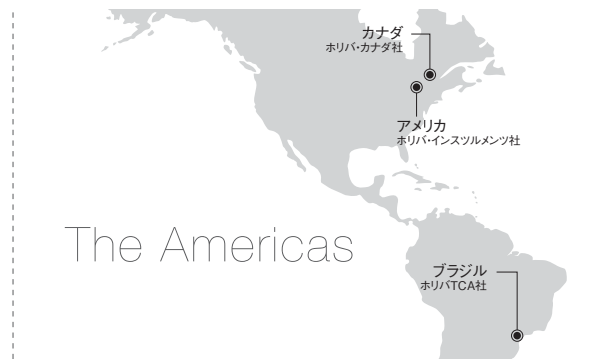 カナダ
ホリバ・カナダ社
アメリカ
ホリバ・インスツルメンツ社
The Americas
ブラジル
ホリバTCA社